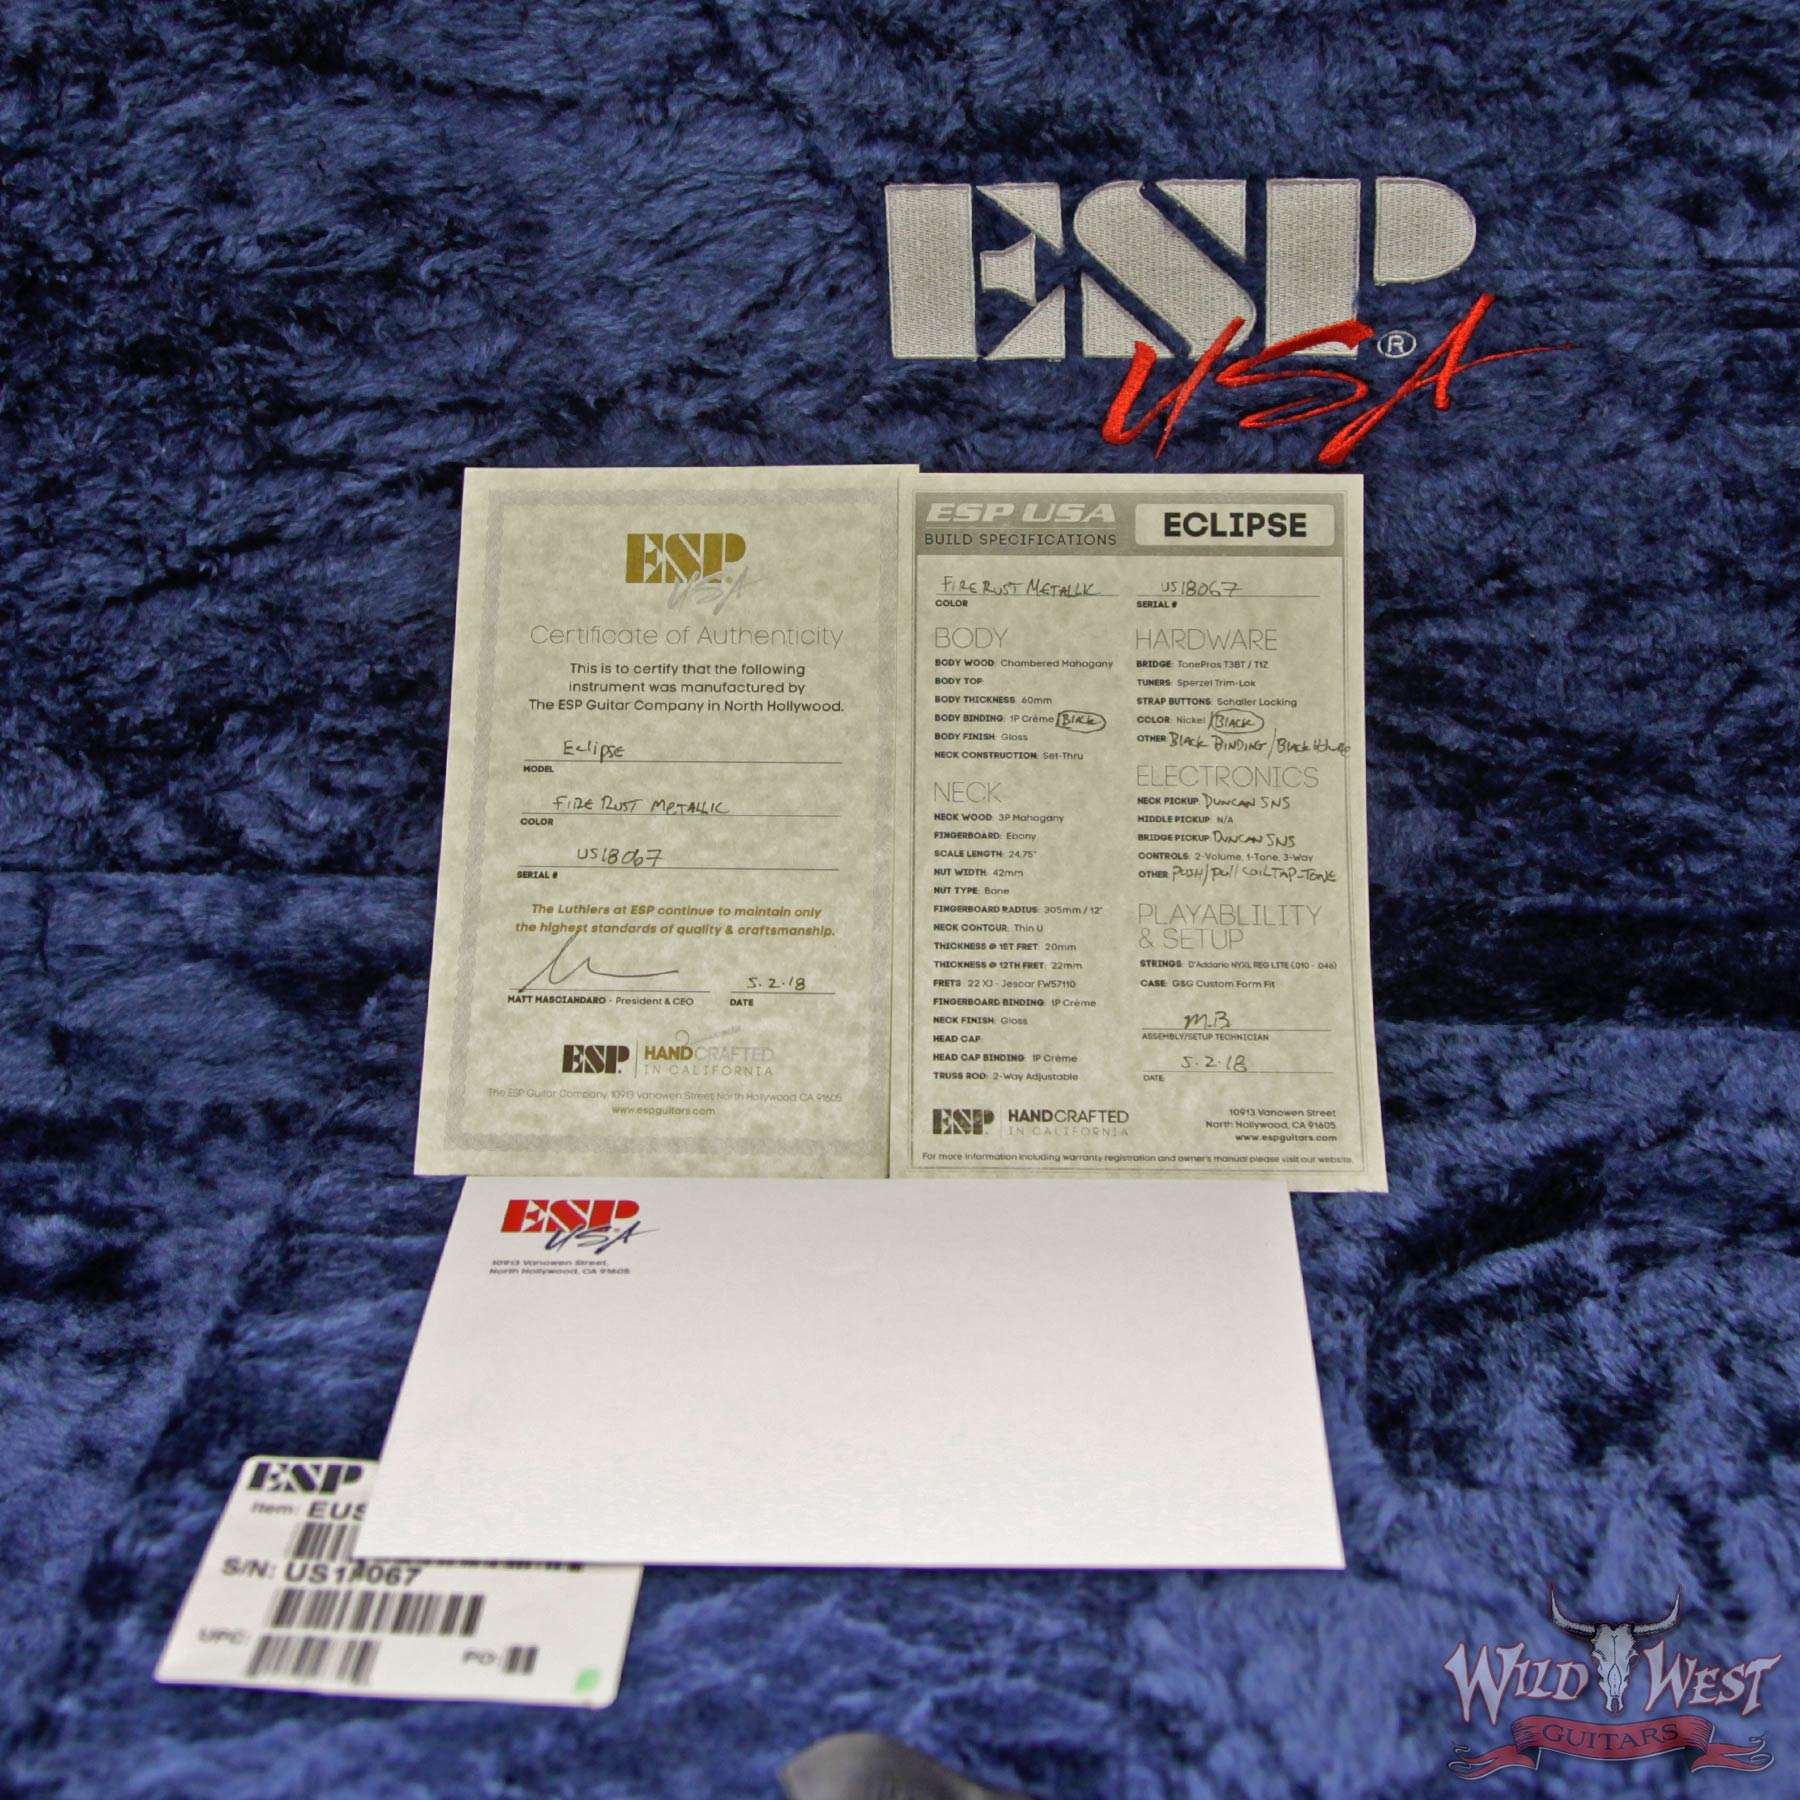 ESP
USA ®
ESP
USA
Certificate of Authenticity
This is to certify that the following
instrument was manufactured by
The ESP Guitar Company in North Hollywood.
Eclipse
MODEL
FIRE RUST METALLIC
COLOR
US18067
SERIAL #
The Luthiers at ESP continue to maintain only
the highest standards of quality & craftsmanship.
5.2.18
MATT MASCIANDARO - President & CEO
DATE
ESP. HANDCRAFTED
IN CALIFORNIA
The ESP Guitar Company 10913 Vanowen Street North Hollywood CA 91605
www.espguitars.com
ESP USA
BUILD SPECIFICATIONS
ECLIPSE
FIRE RUST METALLIC
COLOR
US18067
SERIAL #
BODY
BODY WOOD: Chambered Mahogany
BODY TOP:
BODY THICKNESS: 60mm
BODY BINDING: 1P Crème / BLACK
BODY FINISH: Gloss
NECK CONSTRUCTION: Set-Thru
NECK
NECK WOOD: 3P Mahogany
FINGERBOARD: Ebony
SCALE LENGTH: 24.75"
NUT WIDTH: 42mm
NUT TYPE: Bone
FINGERBOARD RADIUS: 305mm / 12"
NECK CONTOUR: Thin U
THICKNESS @ 1ST FRET: 20mm
THICKNESS @ 12TH FRET: 22mm
FRETS: 22 XJ - Jescar FW57110
FINGERBOARD BINDING: 1P Crème
NECK FINISH: Gloss
HEAD CAP:
HEAD CAP BINDING: 1P Crème
TRUSS ROD: 2-Way Adjustable
HARDWARE
BRIDGE: TonePros T3BT / T1Z
TUNERS: Sperzel Trim-Lok
STRAP BUTTONS: Schaller Locking
COLOR: Nickel / BLACK
OTHER: BLACK BINDING / BLACK
ELECTRONICS
NECK PICKUP: DUNCAN SNS
MIDDLE PICKUP: N/A
BRIDGE PICKUP: DUNCAN SNS
CONTROLS: 2-Volume, 1-Tone, 3-Way
OTHER: PUSH/PULL COIL TAP-TONE
PLAYABLILITY
& SETUP
STRINGS: D'Addario NYXL REG LITE (.010 - .046)
CASE: G&G Custom Form Fit
M.B
ASSEMBLY/SETUP TECHNICIAN
5.2.18
DATE
ESP. HANDCRAFTED
IN CALIFORNIA
10913 Vanowen Street
North Hollywood, CA 91605
www.espguitars.com
For more information including warranty registration and owner's manual please visit our website.
ESP
USA
10913 Vanowen Street,
North Hollywood, CA 91605
ESP
Item: EUS
S/N: US18067
UPC:
PO:
WILD WEST
GUITARS